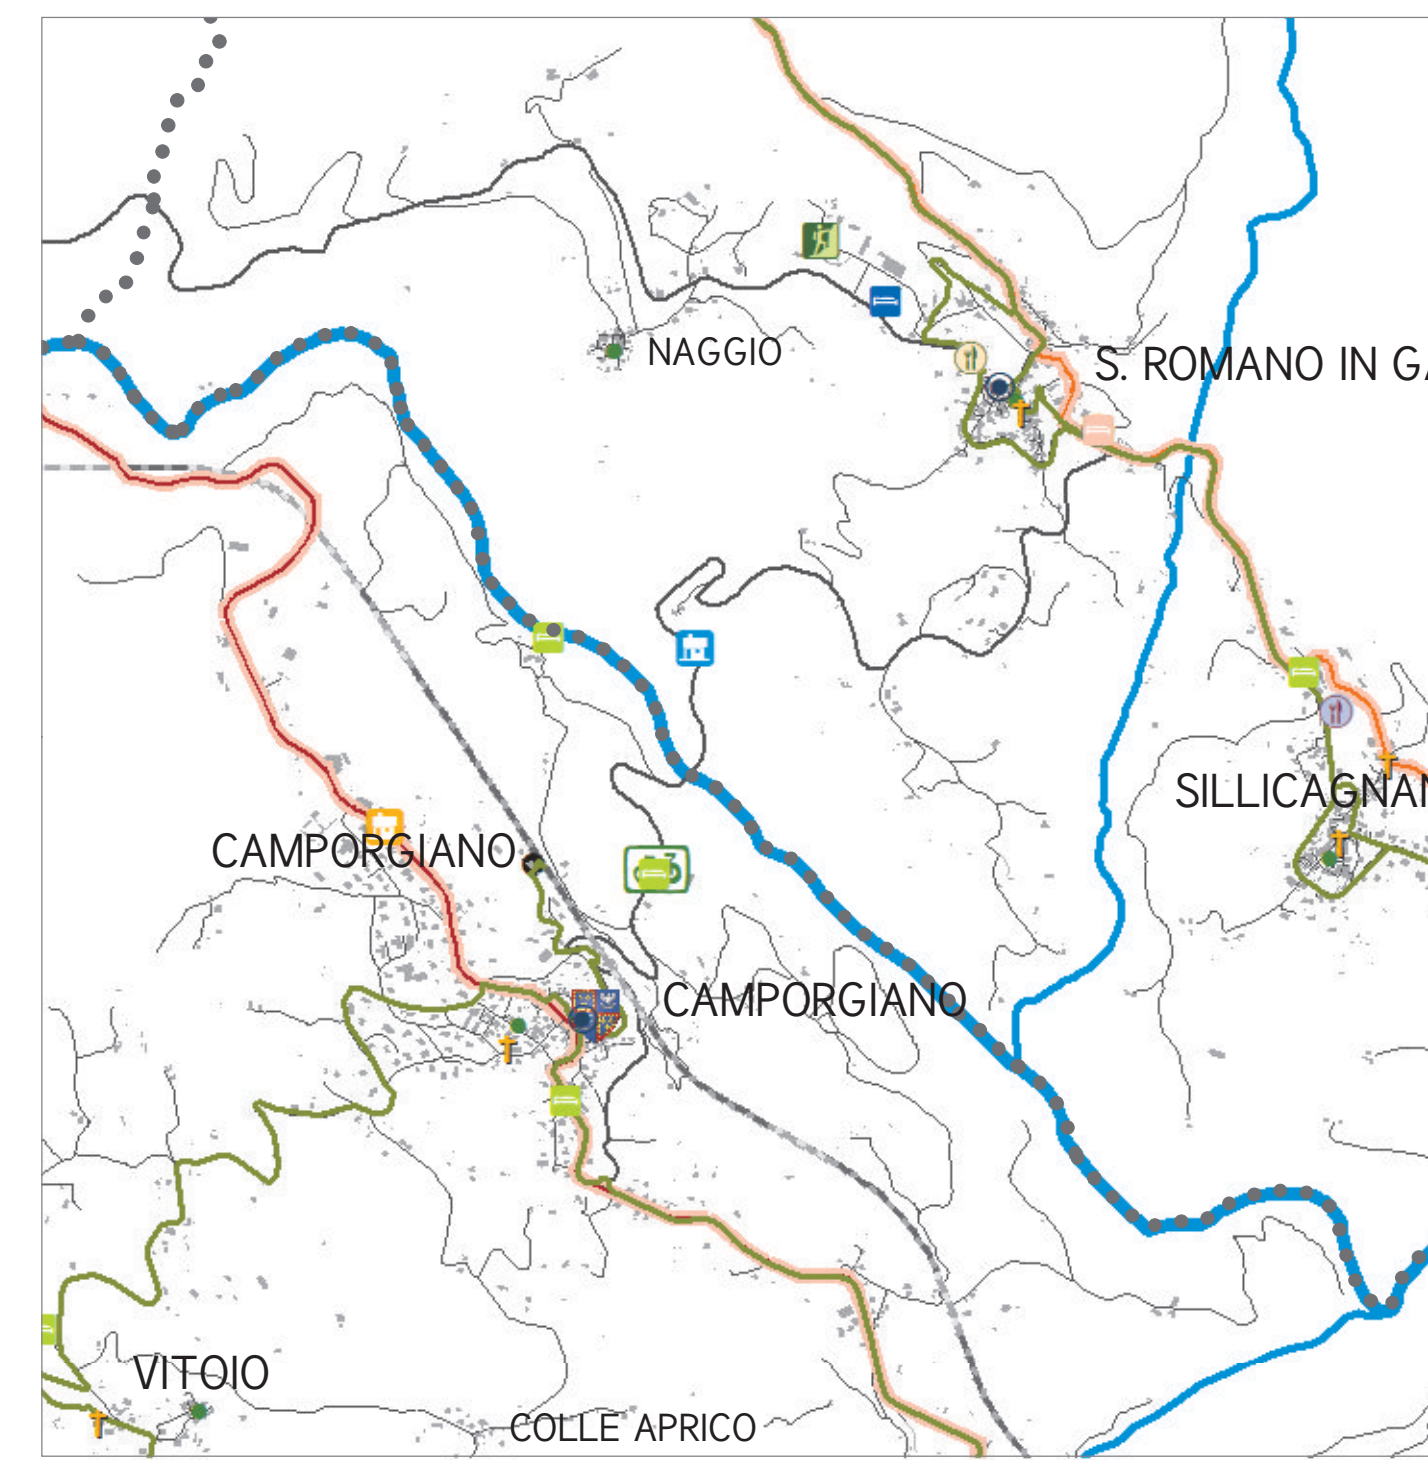 NAGGIO
S. ROMANO IN GA
SILLICAGNAN
CAMPORGIANO
CAMPORGIANO
VITOIO
COLLE APRICO